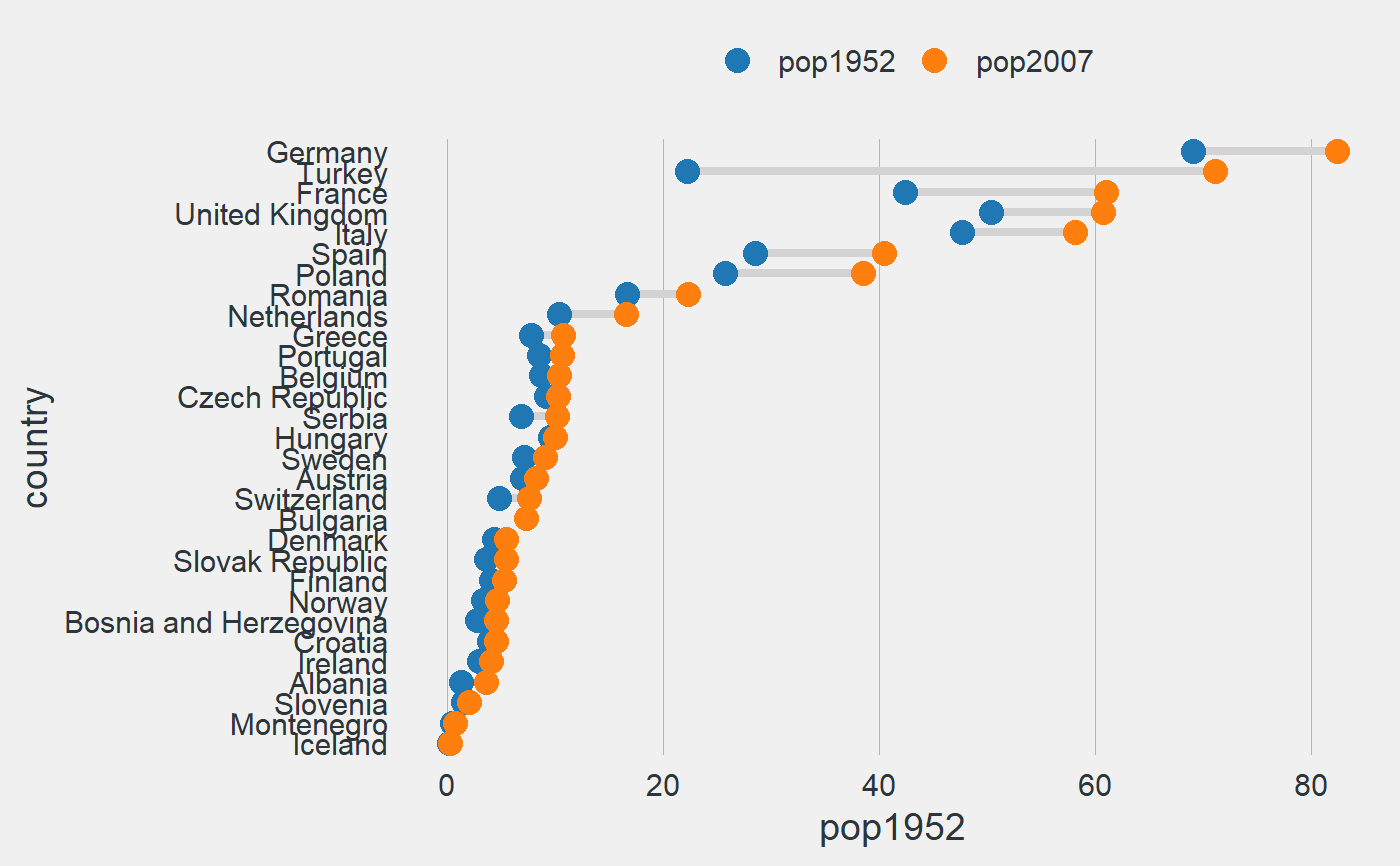 pop1952 pop2007
Germany
Turkey
France
United Kingdom
Italy
Spain
Poland
Romania
Netherlands
Greece
Portugal
Belgium
Czech Republic
Serbia
Hungary
Sweden
Austria
Switzerland
Bulgaria
Denmark
Slovak Republic
Finland
Norway
Bosnia and Herzegovina
Croatia
Ireland
Albania
Slovenia
Montenegro
Iceland
country
0 20 40 60 80
pop1952